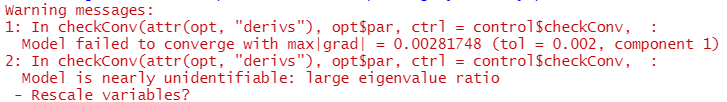 Warning messages:
1: In checkConv(attr(opt, "derivs"), opt$par, ctrl = control$checkConv,  :
  Model failed to converge with max|grad| = 0.00281748 (tol = 0.002, component 1)
2: In checkConv(attr(opt, "derivs"), opt$par, ctrl = control$checkConv,  :
  Model is nearly unidentifiable: large eigenvalue ratio
 - Rescale variables?